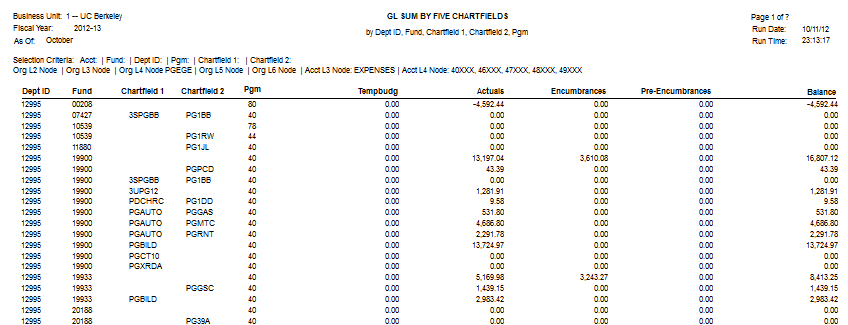 Business Unit: 1 -- UC Berkeley GL SUM BY FIVE CHARTFIELDS Page 1 of ?
Fiscal Year: 2012-13 by Dept ID, Fund, Chartfield 1, Chartfield 2, Pgm Run Date: 10/11/12
As Of: October Run Time: 23:13:17
Selection Criteria: Acct: | Fund: | Dept ID: | Pgm: | Chartfield 1: | Chartfield 2:
Org L2 Node | Org L3 Node | Org L4 Node PGEGE | Org L5 Node | Org L6 Node | Acct L3 Node: EXPENSES | Acct L4 Node: 40XXX, 46XXX, 47XXX, 48XXX, 49XXX
Dept ID Fund Chartfield 1 Chartfield 2 Pgm Tempbudg Actuals Encumbrances Pre-Encumbrances Balance
12995 00208 80 0.00 -4,592.44 0.00 0.00 -4,592.44
12995 07427 3SPGBB PG1BB 40 0.00 0.00 0.00 0.00 0.00
12995 10539 78 0.00 0.00 0.00 0.00 0.00
12995 10539 PG1RW 44 0.00 0.00 0.00 0.00 0.00
12995 11880 PG1JL 40 0.00 0.00 0.00 0.00 0.00
12995 19900 40 0.00 13,197.04 3,610.08 0.00 16,807.12
12995 19900 PGPCD 40 0.00 43.39 0.00 0.00 43.39
12995 19900 3SPGBB PG1BB 40 0.00 0.00 0.00 0.00 0.00
12995 19900 3UPG12 40 0.00 1,281.91 0.00 0.00 1,281.91
12995 19900 PDCHRC PG1DD 40 0.00 9.58 0.00 0.00 9.58
12995 19900 PGAUTO PGGAS 40 0.00 531.80 0.00 0.00 531.80
12995 19900 PGAUTO PGMTC 40 0.00 4,686.80 0.00 0.00 4,686.80
12995 19900 PGAUTO PGRNT 40 0.00 2,291.78 0.00 0.00 2,291.78
12995 19900 PGBILD 40 0.00 13,724.97 0.00 0.00 13,724.97
12995 19900 PGCT10 40 0.00 0.00 0.00 0.00 0.00
12995 19900 PGXRDA 40 0.00 0.00 0.00 0.00 0.00
12995 19933 40 0.00 5,169.98 3,243.27 0.00 8,413.25
12995 19933 PGGSC 40 0.00 1,439.15 0.00 0.00 1,439.15
12995 19933 PGBILD 40 0.00 2,983.42 0.00 0.00 2,983.42
12995 20188 40 0.00 0.00 0.00 0.00 0.00
12995 20188 PG39A 40 0.00 0.00 0.00 0.00 0.00